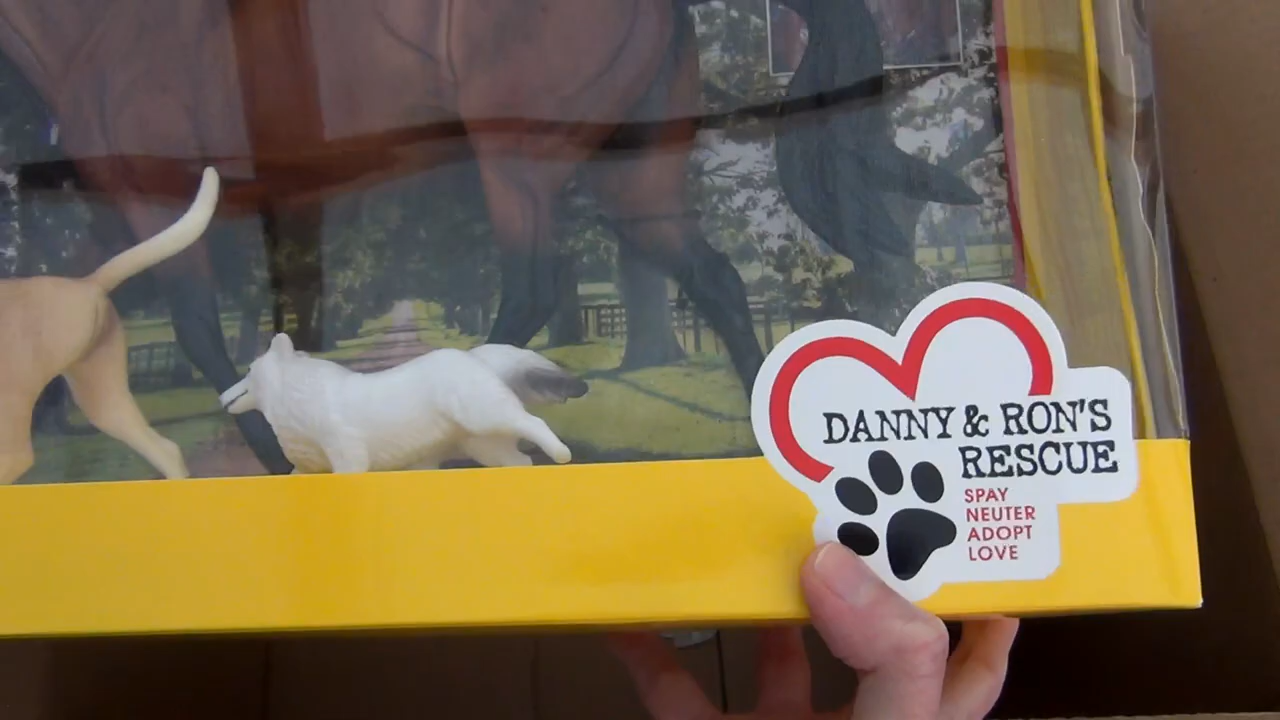 DANNY & RON'S
RESCUE
SPAY
NEUTER
ADOPT
LOVE